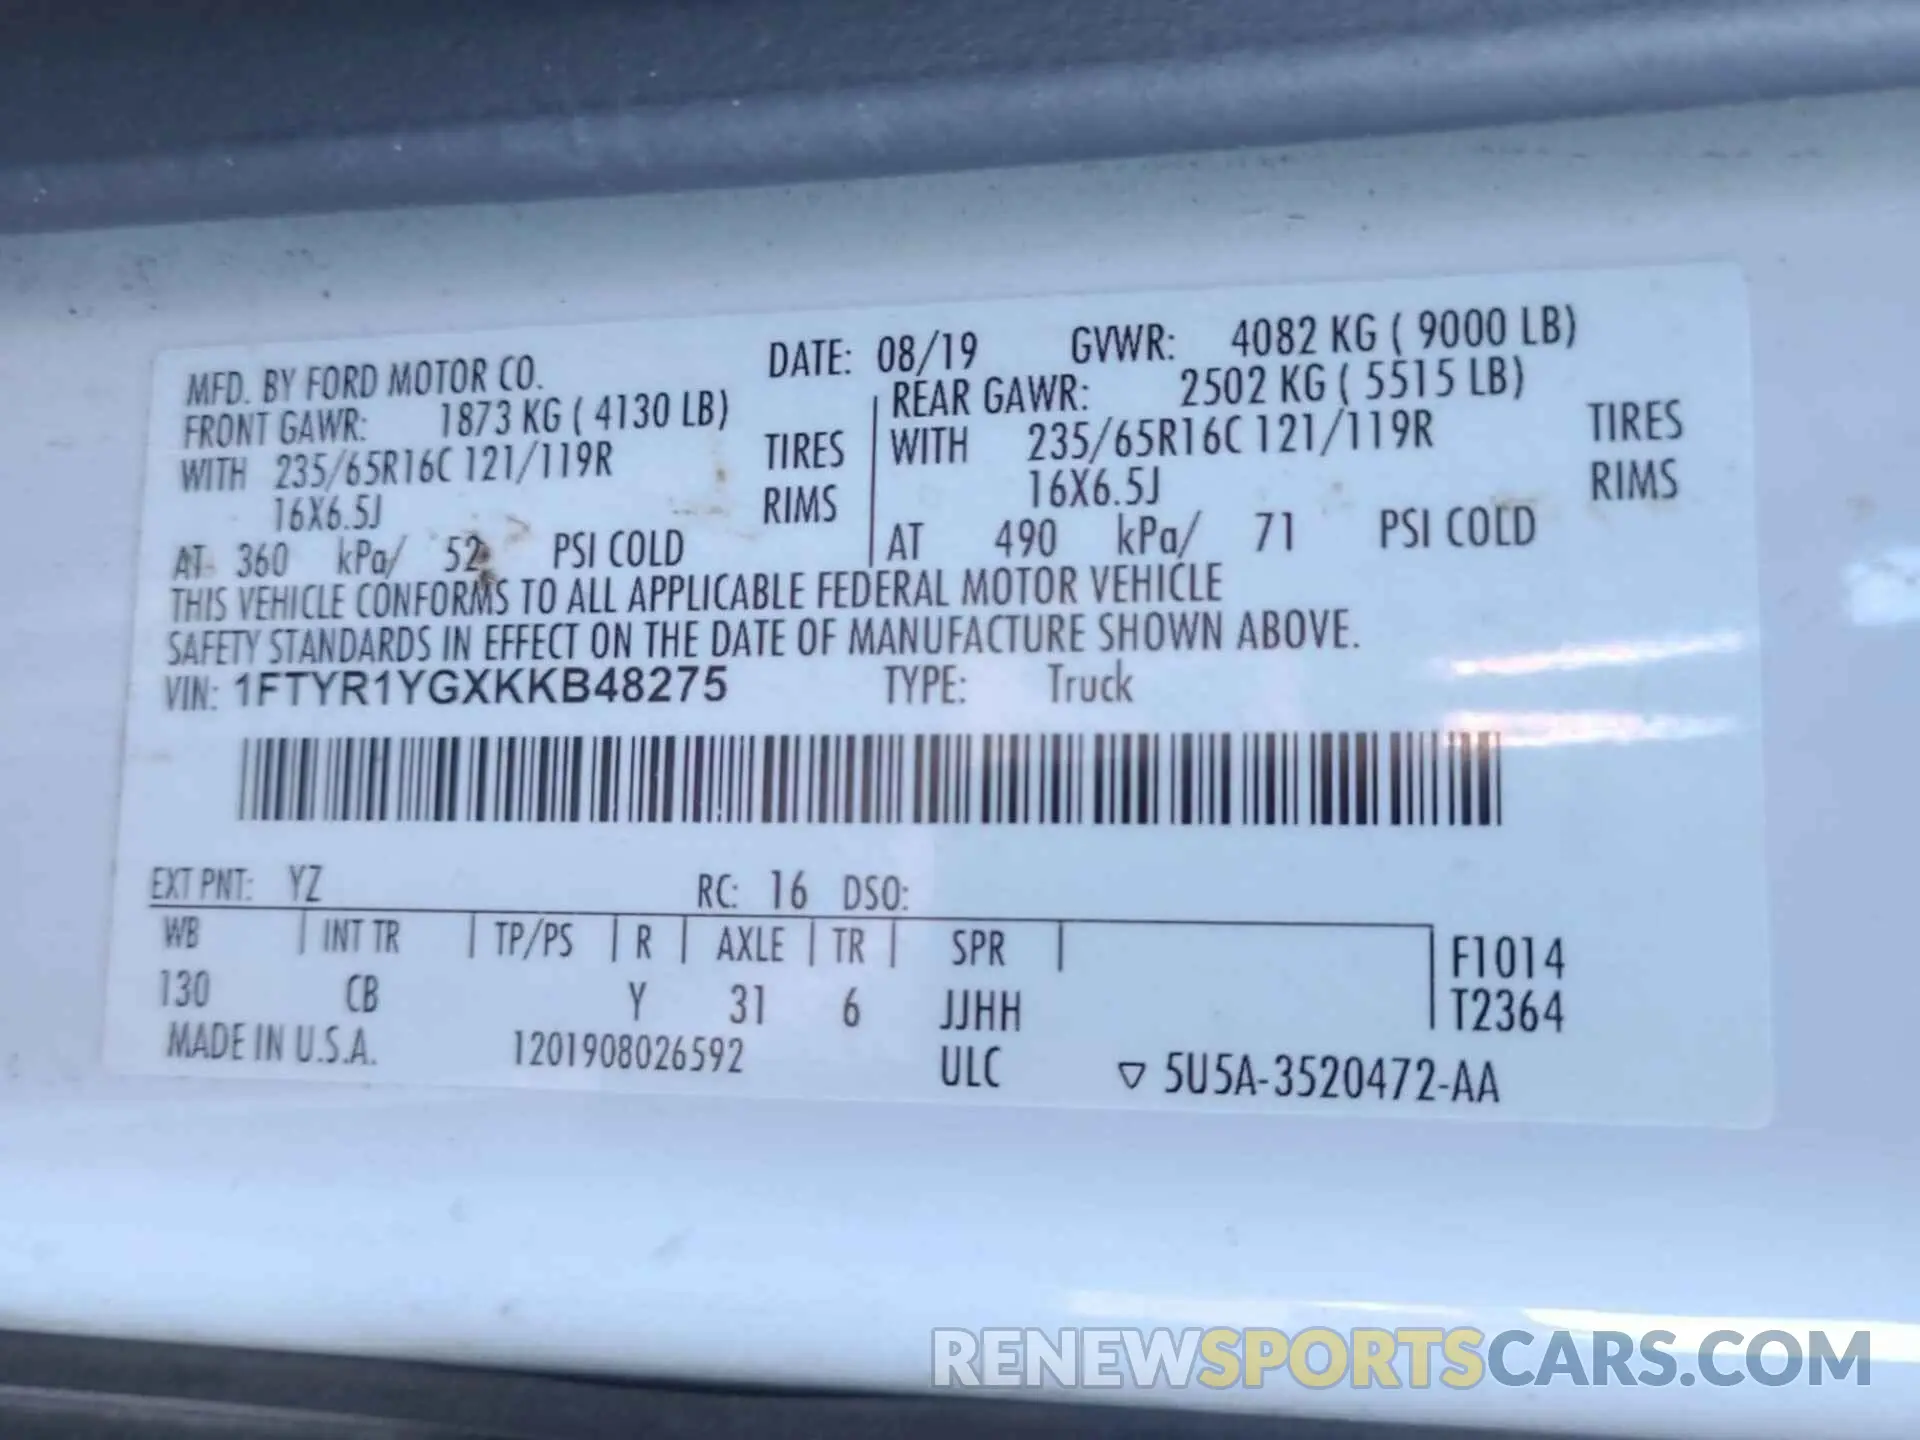 MFD. BY FORD MOTOR CO. DATE: 08/19 GVWR: 4082 KG ( 9000 LB)
FRONT GAWR: 1873 KG ( 4130 LB) REAR GAWR: 2502 KG ( 5515 LB)
WITH 235/65R16C 121/119R TIRES WITH 235/65R16C 121/119R TIRES
16X6.5J RIMS 16X6.5J RIMS
AT 360 kPa/ 52 PSI COLD AT 490 kPa/ 71 PSI COLD
THIS VEHICLE CONFORMS TO ALL APPLICABLE FEDERAL MOTOR VEHICLE
SAFETY STANDARDS IN EFFECT ON THE DATE OF MANUFACTURE SHOWN ABOVE.
VIN: 1FTYR1YGXKKB48275 TYPE: Truck
EXT PNT: YZ RC: 16 DSO:
WB INT TR TP/PS R AXLE TR SPR F1014
130 CB Y 31 6 JJHH T2364
MADE IN U.S.A. 1201908026592 ULC ▽ 5U5A-3520472-AA
RENEWSPORTSCARS.COM